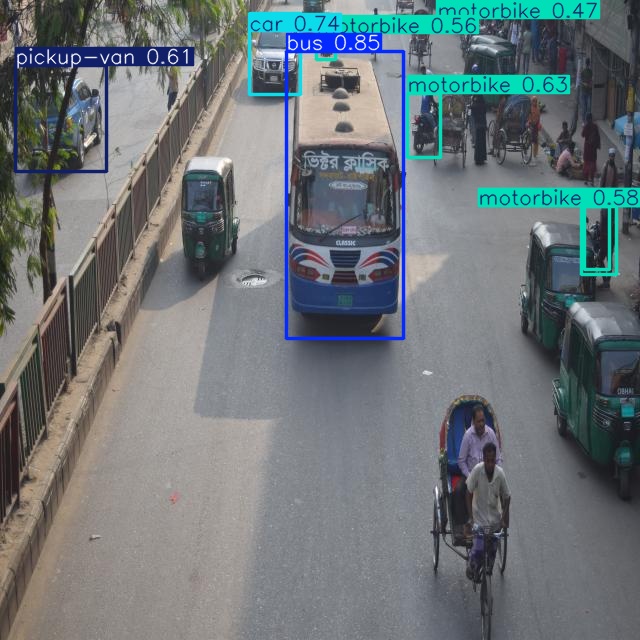 motorbike 0.47
car 0.74
otorbike 0.56
bus 0.85
pickup-van 0.61
motorbike 0.63
ভিক্টর ক্লাসিক
motorbike 0.58
CLASSIC